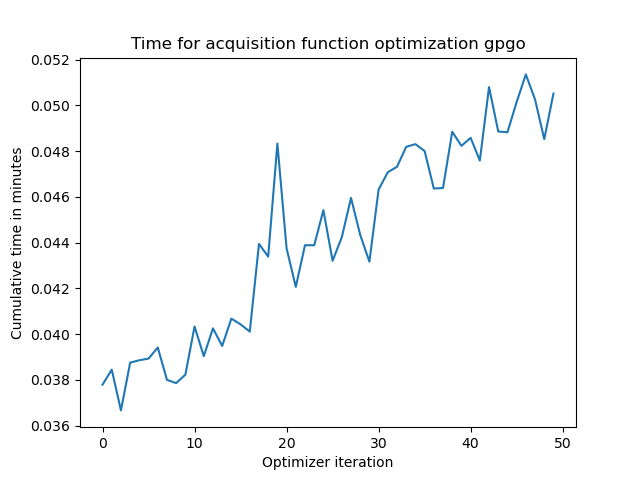 Time for acquisition function optimization gpgo
0.052
0.050
0.048
0.046
0.044
0.042
0.040
0.038
0.036
Cumulative time in minutes
0 10 20 30 40 50
Optimizer iteration